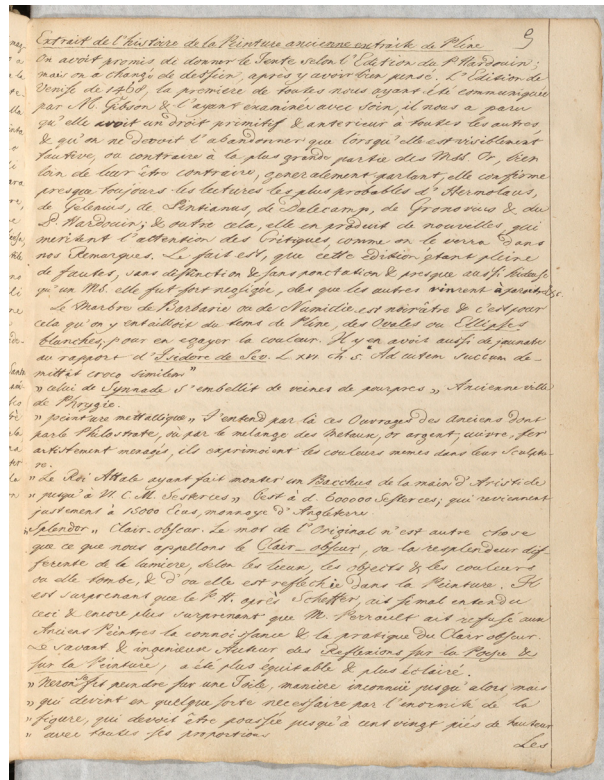 Extrait de l'histoire de la Peinture ancienne extraite de Pline
On avoit promis de donner le Texte selon l'Edition du P. Hardouin;
mais on a changé de dessein, après y avoir bien pensé. L'Edition de
Venise de 1468, la première de toutes nous ayant été communiquée
par M. Gibson & l'ayant examinée avec soin, il nous a paru
qu'elle avoit un droit primitif & anterieur à toutes les autres
& qu'on ne devoit l'abandonner que lorsqu'elle est visiblement
fautive, ou contraire à la plus grande partie des Mss. Or, bien
loin de leur être contraire, generalement parlant, elle confirme
presque toujours les lectures les plus probables d'Hermolaus,
de Gelenius, de Pintianus, de Dalecamp, de Gronovius & du
P. Hardouin; & outre cela, elle en produit de nouvelles, qui
meritent l'attention des Critiques, comme on le verra dans
nos Remarques. Le fait est, que cette édition étant pleine
de fautes, sans distinction & sans ponctuation & presque aussi
qu'un Ms. elle fut fort negligée, des que les autres vinrent à paroitre
Le Marbre de Barbarie ou de Numidie est noirâtre & c'est pour
cela qu'on y entailloit du tems de Pline, des Ovales ou Ellipses
blanches, pour en egayer la couleur. Il y en avoit aussi de jaunatre
au rapport d'Isidore de Sev. L. XVI ch. 5. Ad cutem succum de-
mittit croco similem"
" celui de Synnade s'embellit de veines de pourpres " Ancienne ville
de Phrygie.
" peinture mettallique " J'entend par là ces Ouvrages des Anciens dont
parle Philostrate, où par le melange des metaux, or argent, cuivre, fer
artistement menagés, ils exprimoient les couleurs memes dans leur Sculptu-
re.
" Le Roi Attale ayant fait monter un Bacchus de la main d'Aristide
" jusqu'à N. C. M. Sesterces " C'est à d. 600000 Sesterces; qui reviennent
justement à 15000 Ecus, monnoye d'Angleterre.
" Splendor " Clair-obscur. Le mot de l'Original n'est autre chose
que ce que nous appellons le Clair-obscur, ou la resplendeur dif
ferente de la lumière, selon les lieux, les objects & les couleurs
ou elle tombe, & d'ou elle est reflechie dans la Peinture. Il
est surprenant que le P. H. après Scheffer, ait si mal entendu
ceci & encore plus surprenant que M. Perrault ait refusé aux
Anciens Peintres la connoissance & la pratique du Clair obscur.
Le savant & ingenieux Auteur des Reflexions sur la Poesie &
sur la Peinture, a été plus equitable & plus éclairé.
" Neron se fit peindre sur une Toile, manière inconnüe jusqu'alors mais
" qui devint en quelque sorte necessaire par l'enormité de la
" figure, qui devoit être poussée jusqu'à cent vingt piés de hauteur
" avec toutes ses proportions
Les